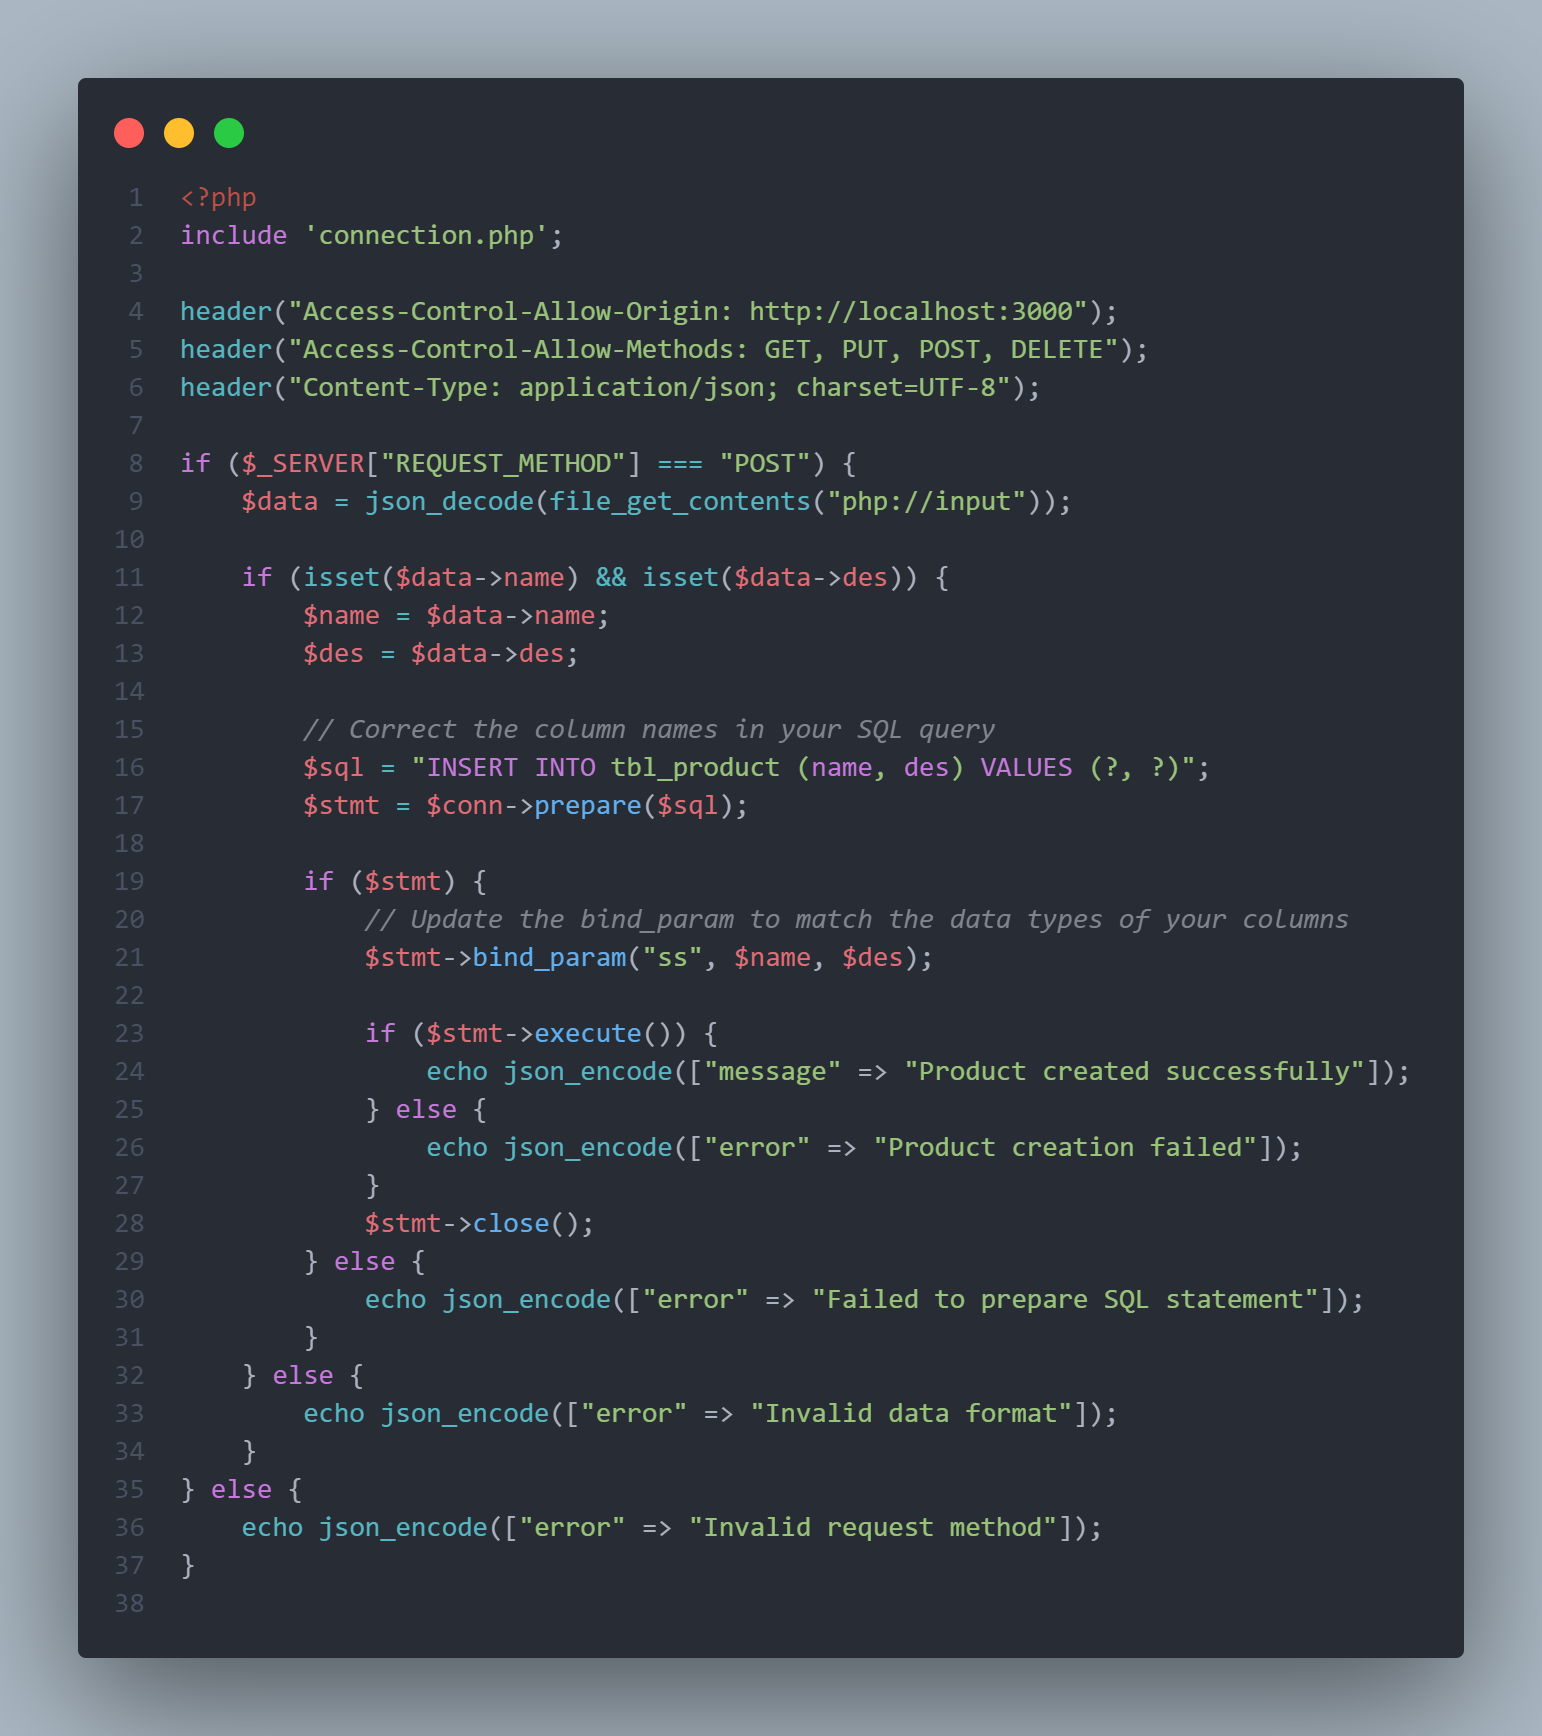 1 <?php
2 include 'connection.php';
3
4 header("Access-Control-Allow-Origin: http://localhost:3000");
5 header("Access-Control-Allow-Methods: GET, PUT, POST, DELETE");
6 header("Content-Type: application/json; charset=UTF-8");
7
8 if ($_SERVER["REQUEST_METHOD"] === "POST") {
9     $data = json_decode(file_get_contents("php://input"));
10
11     if (isset($data->name) && isset($data->des)) {
12         $name = $data->name;
13         $des = $data->des;
14
15         // Correct the column names in your SQL query
16         $sql = "INSERT INTO tbl_product (name, des) VALUES (?, ?)";
17         $stmt = $conn->prepare($sql);
18
19         if ($stmt) {
20             // Update the bind_param to match the data types of your columns
21             $stmt->bind_param("ss", $name, $des);
22
23             if ($stmt->execute()) {
24                 echo json_encode(["message" => "Product created successfully"]);
25             } else {
26                 echo json_encode(["error" => "Product creation failed"]);
27             }
28             $stmt->close();
29         } else {
30             echo json_encode(["error" => "Failed to prepare SQL statement"]);
31         }
32     } else {
33         echo json_encode(["error" => "Invalid data format"]);
34     }
35 } else {
36     echo json_encode(["error" => "Invalid request method"]);
37 }
38